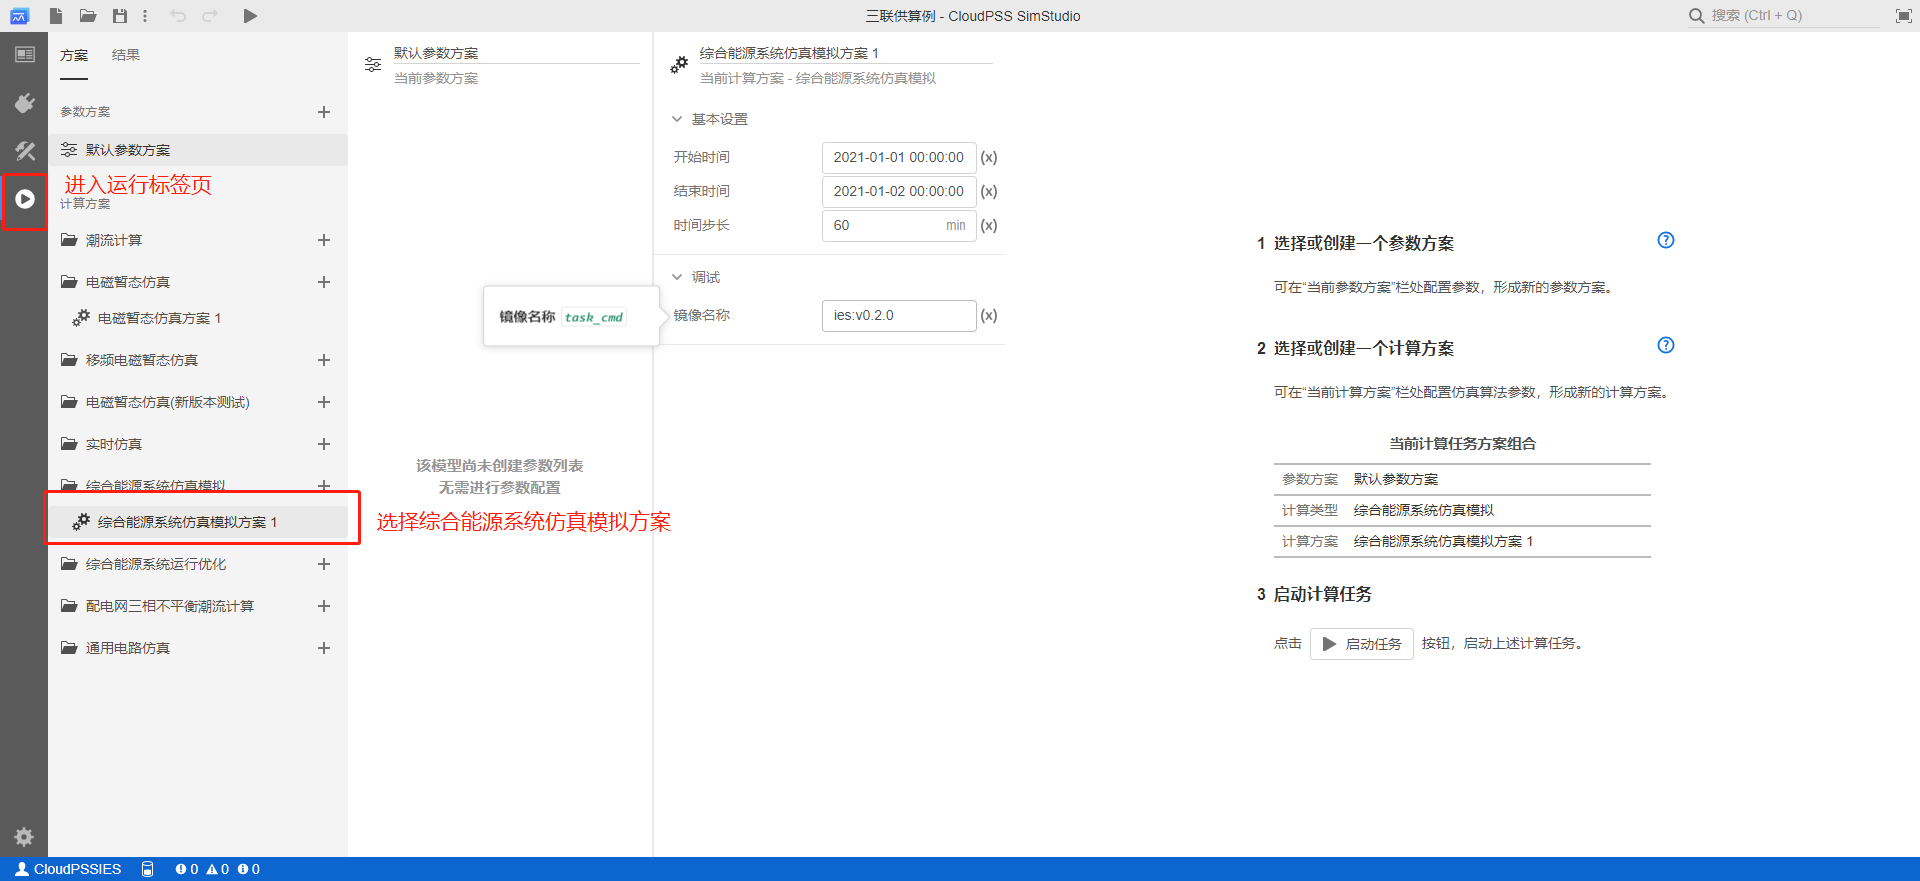 三联供算例 - CloudPSS SimStudio
搜索 (Ctrl + Q)
方案 结果
参数方案
默认参数方案
进入运行标签页
计算方案
潮流计算
电磁暂态仿真
电磁暂态仿真方案 1
移频电磁暂态仿真
电磁暂态仿真(新版本测试)
实时仿真
综合能源系统仿真模拟
综合能源系统仿真模拟方案 1
综合能源系统运行优化
配电网三相不平衡潮流计算
通用电路仿真
默认参数方案
当前参数方案
镜像名称 task_cmd
该模型尚未创建参数列表
无需进行参数配置
选择综合能源系统仿真模拟方案
综合能源系统仿真模拟方案 1
当前计算方案 - 综合能源系统仿真模拟
基本设置
开始时间 2021-01-01 00:00:00 (x)
结束时间 2021-01-02 00:00:00 (x)
时间步长 60 min (x)
调试
镜像名称 ies:v0.2.0 (x)
1 选择或创建一个参数方案
可在“当前参数方案”栏处配置参数，形成新的参数方案。
2 选择或创建一个计算方案
可在“当前计算方案”栏处配置仿真算法参数，形成新的计算方案。
当前计算任务方案组合
参数方案 默认参数方案
计算类型 综合能源系统仿真模拟
计算方案 综合能源系统仿真模拟方案 1
3 启动计算任务
点击 启动任务 按钮，启动上述计算任务。
CloudPSSIES 0 0 0